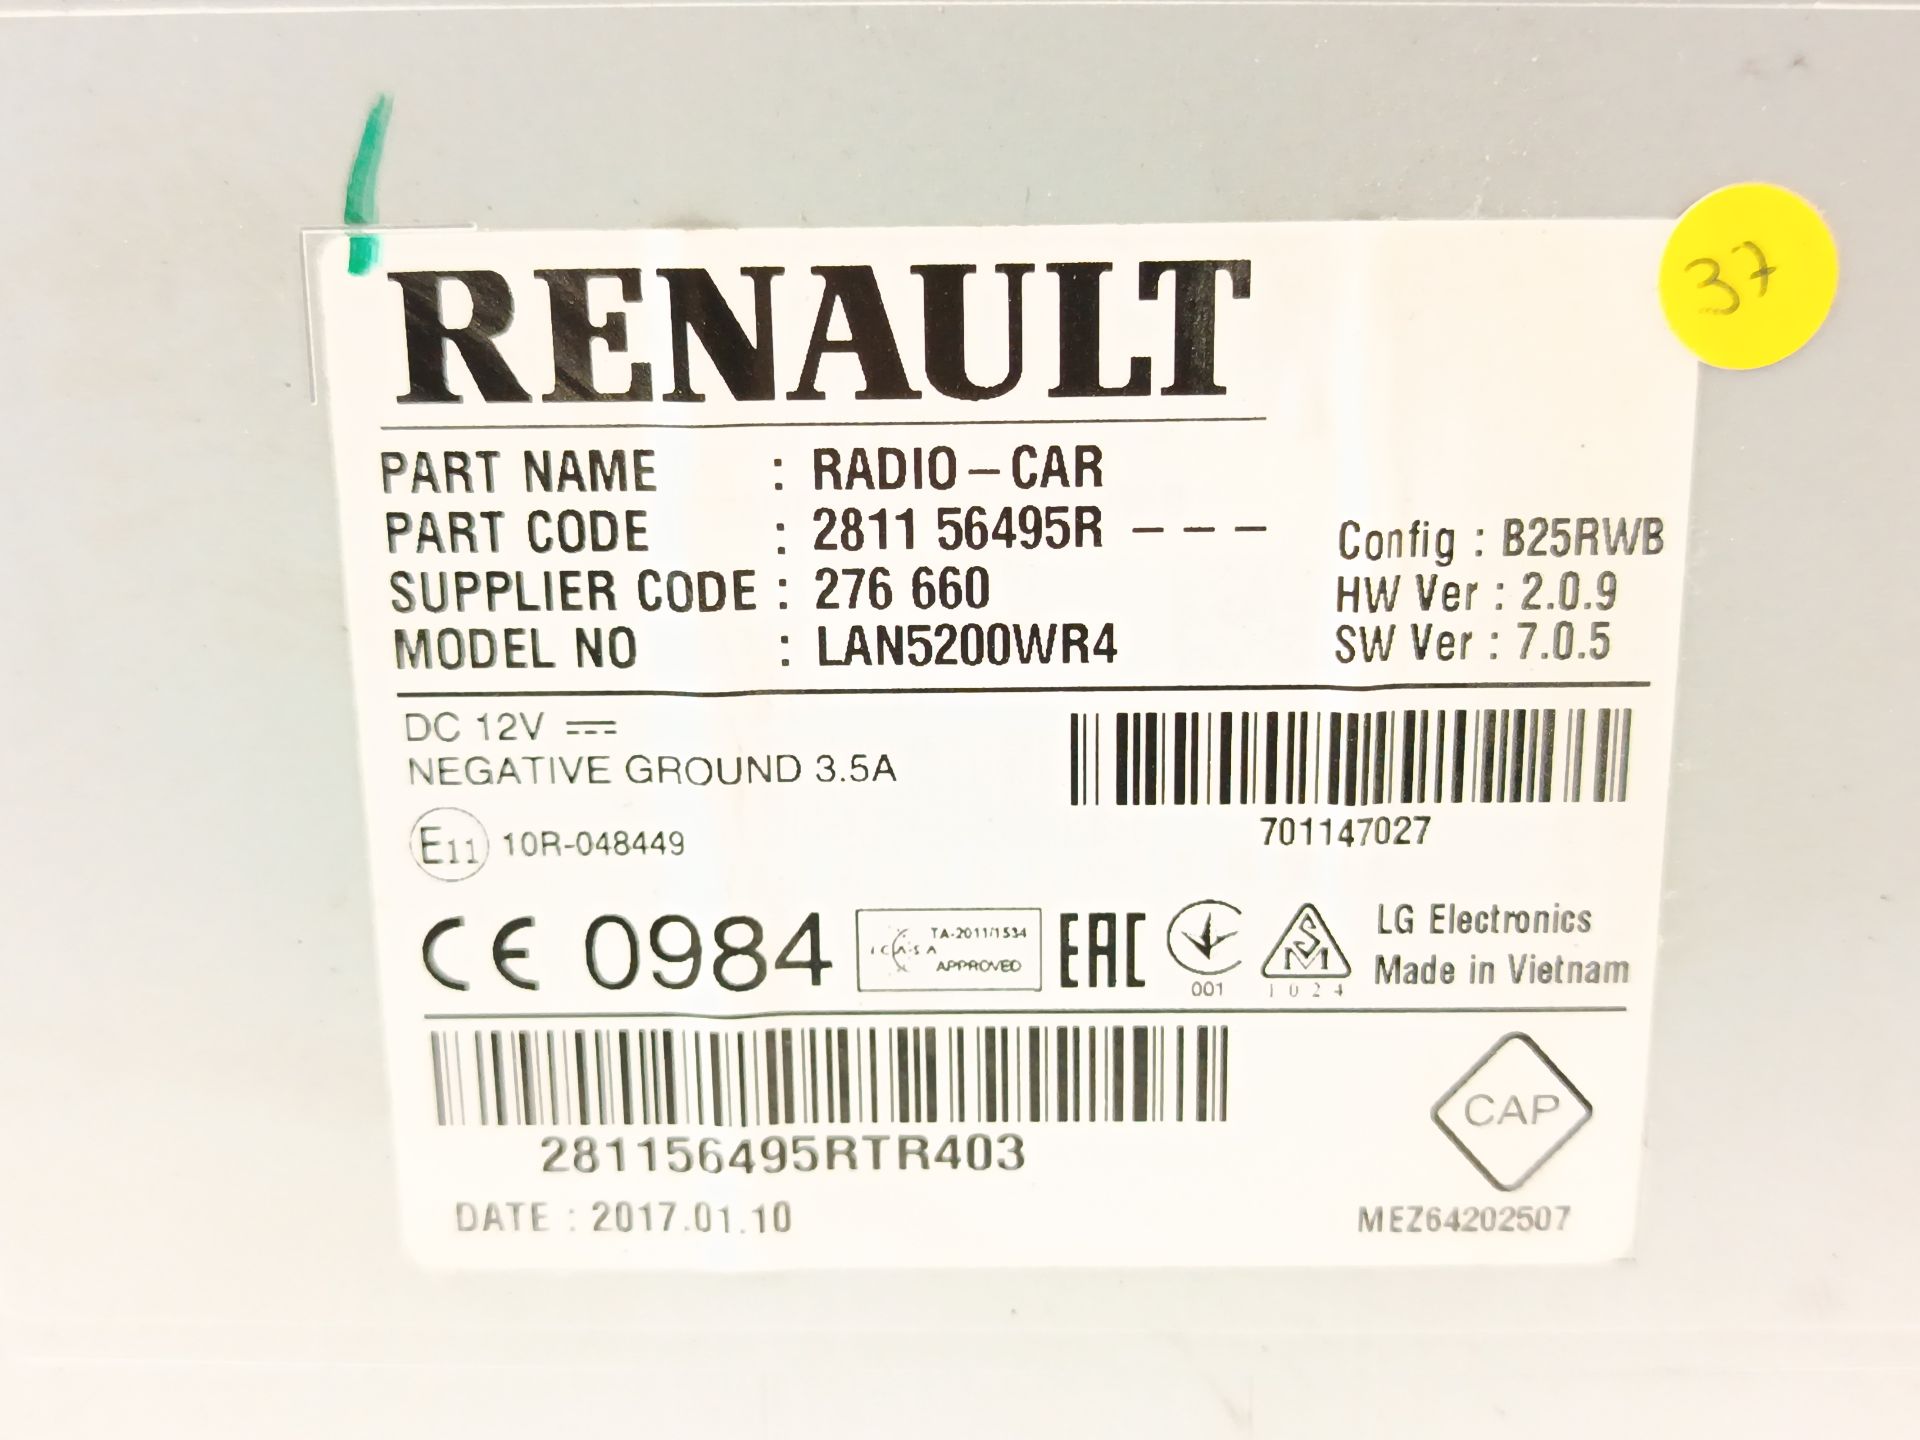 37
RENAULT
PART NAME : RADIO-CAR
PART CODE : 2811 56495R - - -
SUPPLIER CODE : 276 660
MODEL NO : LAN5200WR4
Config : B25RWB
HW Ver : 2.0.9
SW Ver : 7.0.5
DC 12V
NEGATIVE GROUND 3.5A
701147027
E11 10R-048449
CE 0984
TA-2011/1534
ICASA
APPROVED
EAC
001
SM
1024
LG Electronics
Made in Vietnam
281156495RTR403
CAP
DATE : 2017.01.10
MEZ64202507